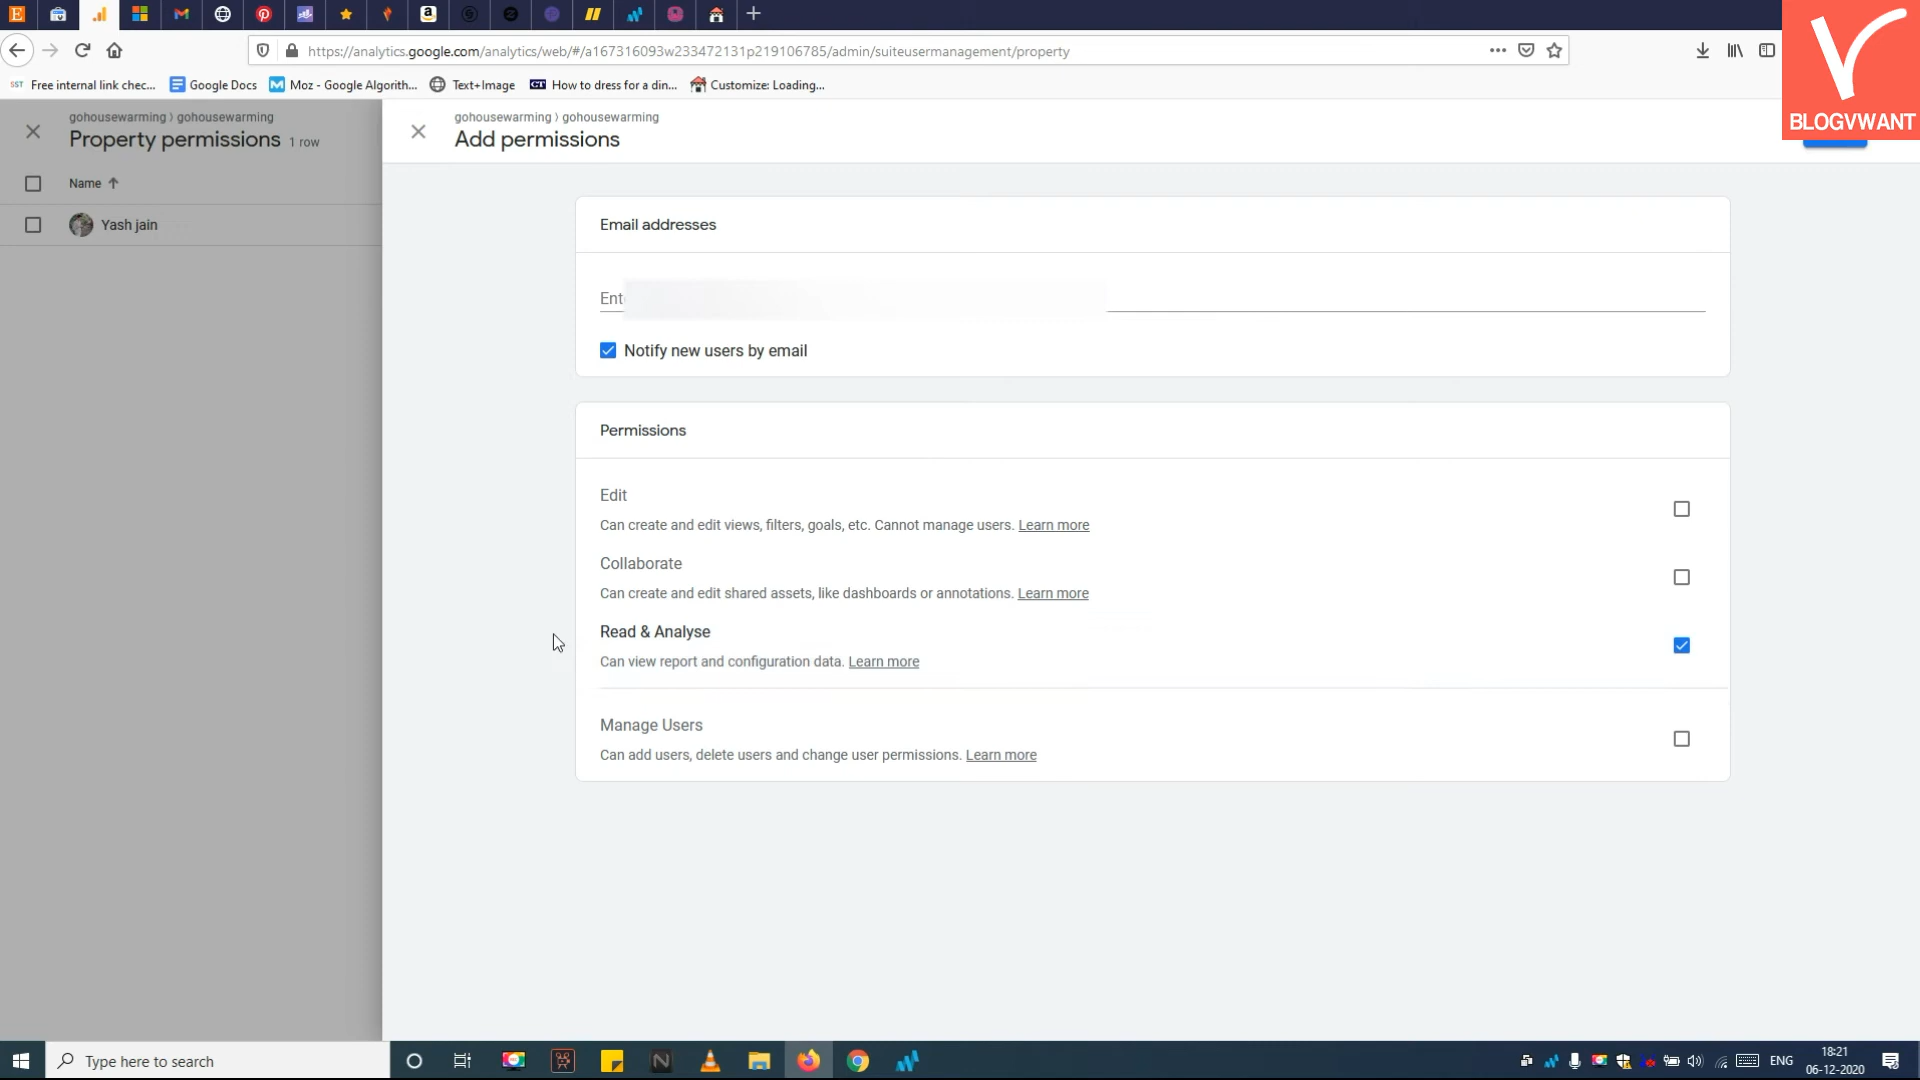 https://analytics.google.com/analytics/web/#/a167316093w233472131p219106785/admin/suiteusermanagement/property
SST Free internal link chec... Google Docs Moz - Google Algorith... Text+Image GT How to dress for a din... Customize: Loading...
BLOGVWANT
gohousewarming > gohousewarming
Property permissions 1 row
Name
Yash jain
gohousewarming > gohousewarming
Add permissions
Email addresses
Notify new users by email
Permissions
Edit
Can create and edit views, filters, goals, etc. Cannot manage users. Learn more
Collaborate
Can create and edit shared assets, like dashboards or annotations. Learn more
Read & Analyse
Can view report and configuration data. Learn more
Manage Users
Can add users, delete users and change user permissions. Learn more
Type here to search
ENG
18:21
06-12-2020